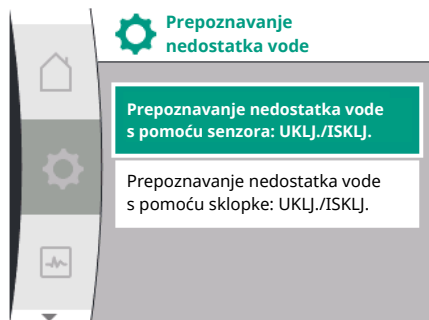 Prepoznavanje
nedostatka vode
Prepoznavanje nedostatka vode
s pomoću senzora: UKLJ./ISKLJ.
Prepoznavanje nedostatka vode
s pomoću sklopke: UKLJ./ISKLJ.